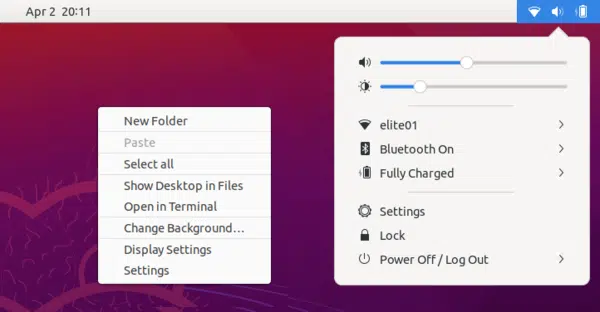 Apr 2 20:11
elite01
Bluetooth On
Fully Charged
Settings
Lock
Power Off / Log Out
New Folder
Paste
Select all
Show Desktop in Files
Open in Terminal
Change Background...
Display Settings
Settings